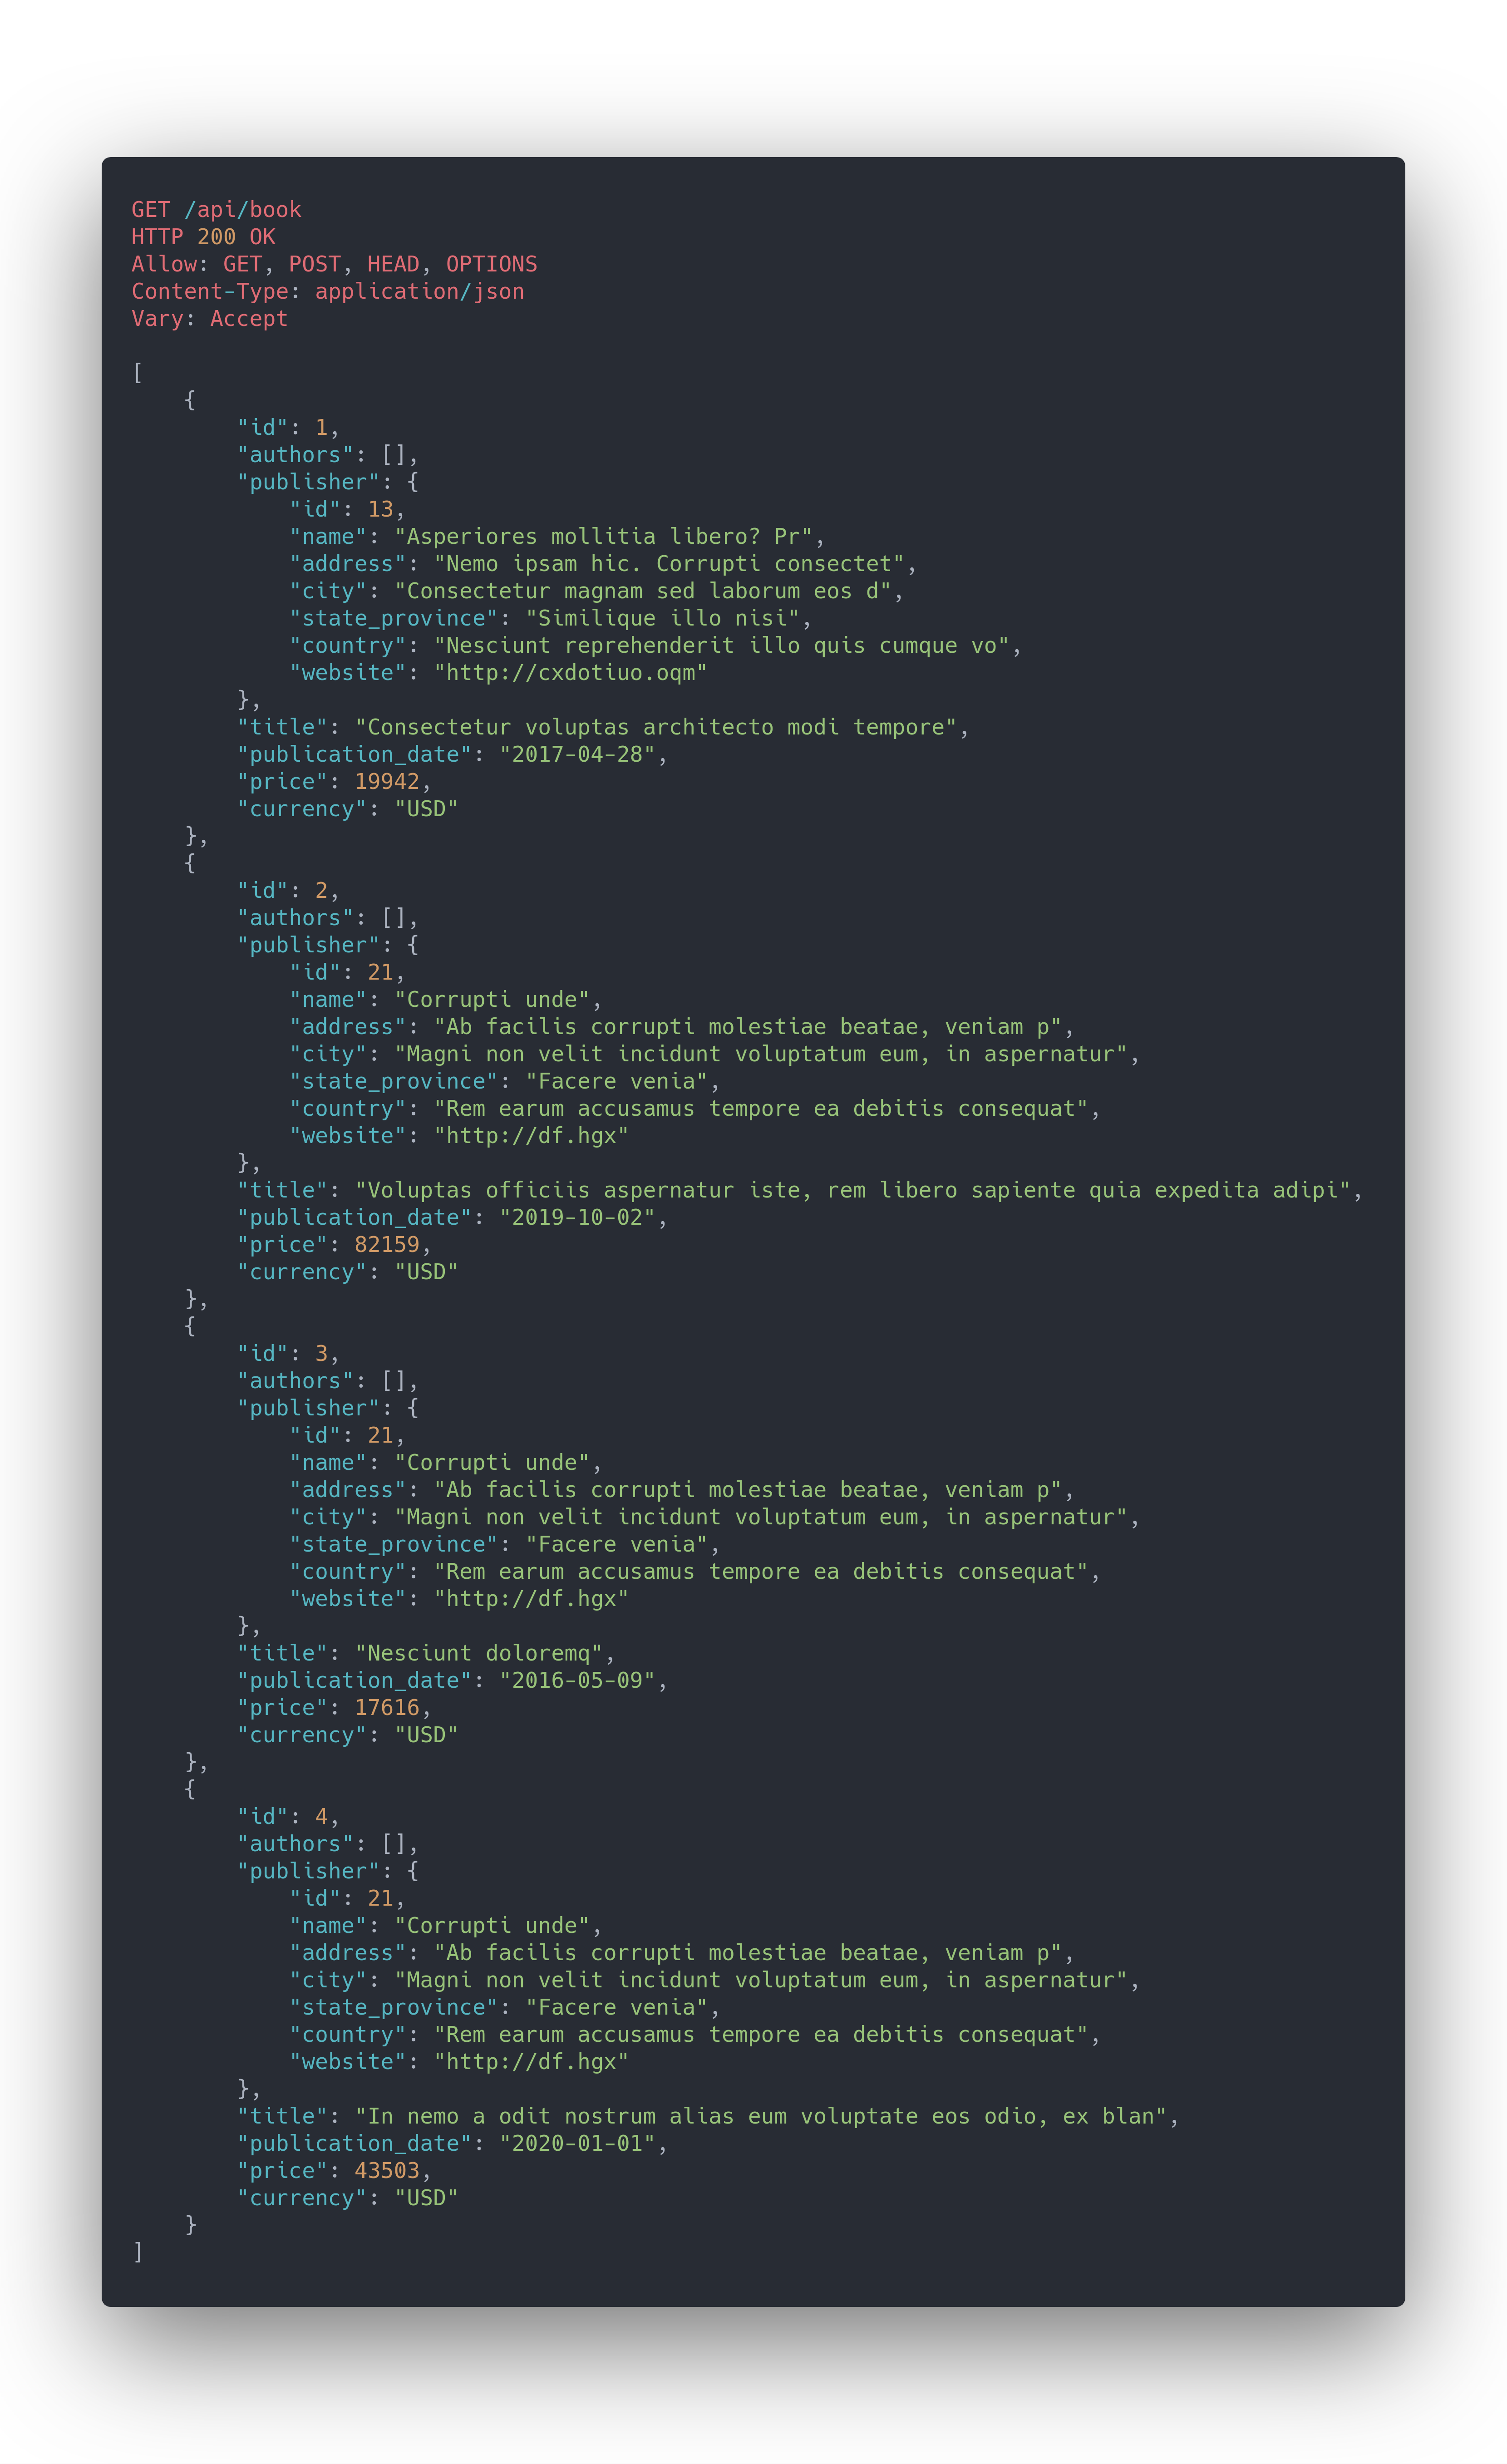 GET /api/book
HTTP 200 OK
Allow: GET, POST, HEAD, OPTIONS
Content-Type: application/json
Vary: Accept

[
    {
        "id": 1,
        "authors": [],
        "publisher": {
            "id": 13,
            "name": "Asperiores mollitia libero? Pr",
            "address": "Nemo ipsam hic. Corrupti consectet",
            "city": "Consectetur magnam sed laborum eos d",
            "state_province": "Similique illo nisi",
            "country": "Nesciunt reprehenderit illo quis cumque vo",
            "website": "http://cxdotiuo.oqm"
        },
        "title": "Consectetur voluptas architecto modi tempore",
        "publication_date": "2017-04-28",
        "price": 19942,
        "currency": "USD"
    },
    {
        "id": 2,
        "authors": [],
        "publisher": {
            "id": 21,
            "name": "Corrupti unde",
            "address": "Ab facilis corrupti molestiae beatae, veniam p",
            "city": "Magni non velit incidunt voluptatum eum, in aspernatur",
            "state_province": "Facere venia",
            "country": "Rem earum accusamus tempore ea debitis consequat",
            "website": "http://df.hgx"
        },
        "title": "Voluptas officiis aspernatur iste, rem libero sapiente quia expedita adipi",
        "publication_date": "2019-10-02",
        "price": 82159,
        "currency": "USD"
    },
    {
        "id": 3,
        "authors": [],
        "publisher": {
            "id": 21,
            "name": "Corrupti unde",
            "address": "Ab facilis corrupti molestiae beatae, veniam p",
            "city": "Magni non velit incidunt voluptatum eum, in aspernatur",
            "state_province": "Facere venia",
            "country": "Rem earum accusamus tempore ea debitis consequat",
            "website": "http://df.hgx"
        },
        "title": "Nesciunt doloremq",
        "publication_date": "2016-05-09",
        "price": 17616,
        "currency": "USD"
    },
    {
        "id": 4,
        "authors": [],
        "publisher": {
            "id": 21,
            "name": "Corrupti unde",
            "address": "Ab facilis corrupti molestiae beatae, veniam p",
            "city": "Magni non velit incidunt voluptatum eum, in aspernatur",
            "state_province": "Facere venia",
            "country": "Rem earum accusamus tempore ea debitis consequat",
            "website": "http://df.hgx"
        },
        "title": "In nemo a odit nostrum alias eum voluptate eos odio, ex blan",
        "publication_date": "2020-01-01",
        "price": 43503,
        "currency": "USD"
    }
]